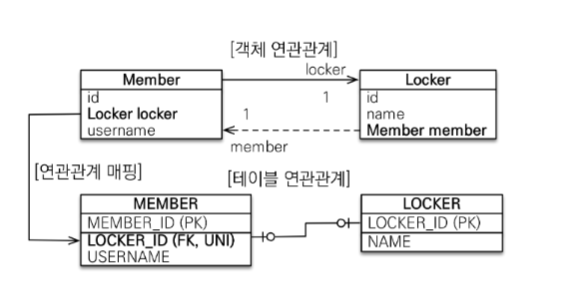 [객체 연관관계]
locker
Member
Locker
id
Locker locker
username
1
1
id
name
Member member
member
[연관관계 매핑]
[테이블 연관관계]
MEMBER
MEMBER_ID (PK)
LOCKER_ID (FK, UNI)
USERNAME
LOCKER
LOCKER_ID (PK)
NAME